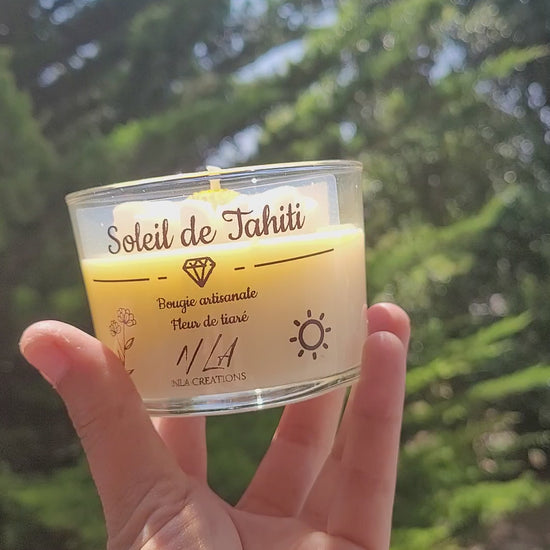 Soleil de Tahiti
Bougie artisanale
Fleur de tiaré
NLA
NLA CREATIONS